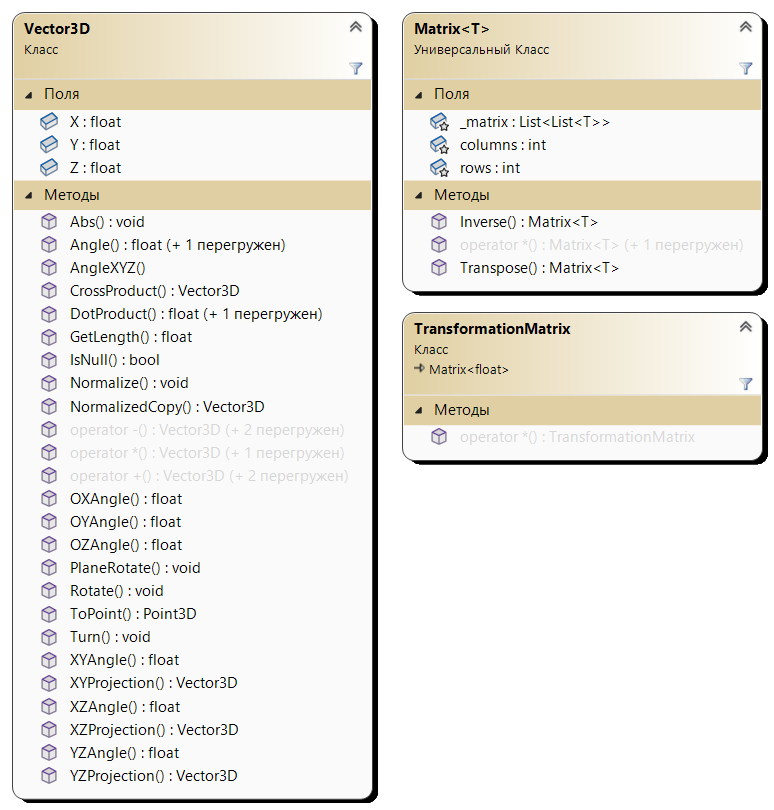 Vector3D
Класс
Поля
X : float
Y : float
Z : float
Методы
Abs() : void
Angle() : float (+ 1 перегружен)
AngleXYZ()
CrossProduct() : Vector3D
DotProduct() : float (+ 1 перегружен)
GetLength() : float
IsNull() : bool
Normalize() : void
NormalizedCopy() : Vector3D
operator -() : Vector3D (+ 2 перегружен)
operator *() : Vector3D (+ 1 перегружен)
operator +() : Vector3D (+ 2 перегружен)
OXAngle() : float
OYAngle() : float
OZAngle() : float
PlaneRotate() : void
Rotate() : void
ToPoint() : Point3D
Turn() : void
XYAngle() : float
XYProjection() : Vector3D
XZAngle() : float
XZProjection() : Vector3D
YZAngle() : float
YZProjection() : Vector3D
Matrix<T>
Универсальный Класс
Поля
_matrix : List<List<T>>
columns : int
rows : int
Методы
Inverse() : Matrix<T>
operator *() : Matrix<T> (+ 1 перегружен)
Transpose() : Matrix<T>
TransformationMatrix
Класс
Matrix<float>
Методы
operator *() : TransformationMatrix